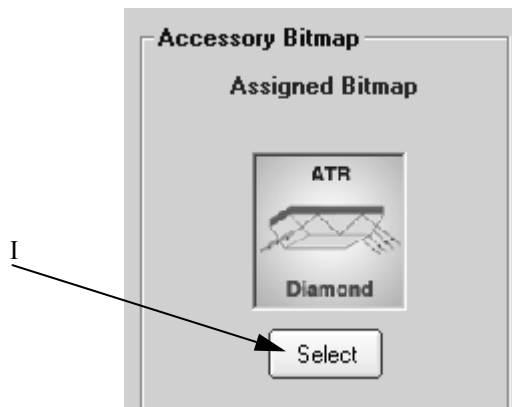 Accessory Bitmap
Assigned Bitmap
ATR
Diamond
I
Select